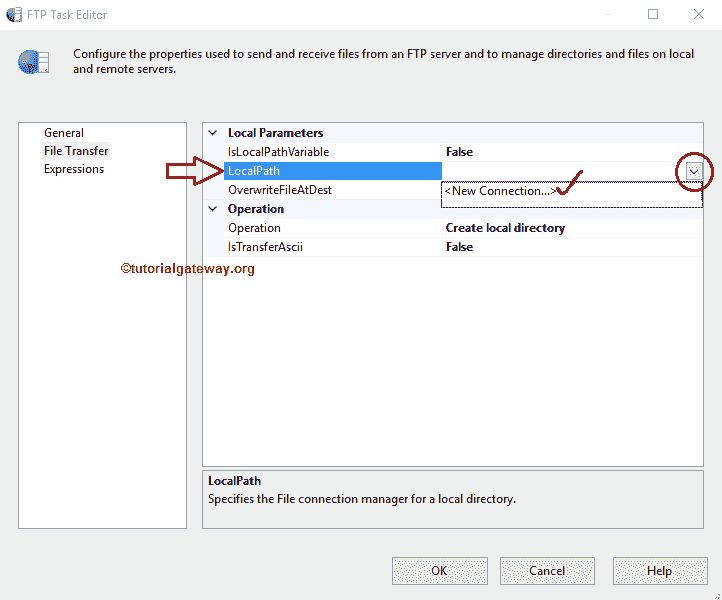 FTP Task Editor
Configure the properties used to send and receive files from an FTP server and to manage directories and files on local
and remote servers.
General
File Transfer
Expressions
Local Parameters
IsLocalPathVariable False
LocalPath
OverwriteFileAtDest <New Connection...>
Operation
Operation Create local directory
IsTransferAscii False
©tutorialgateway.org
LocalPath
Specifies the File connection manager for a local directory.
OK Cancel Help